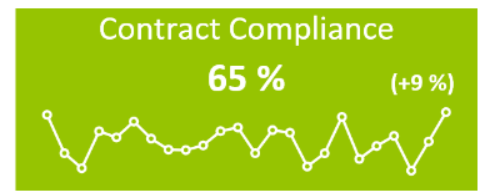 Contract Compliance
65 % (+9 %)